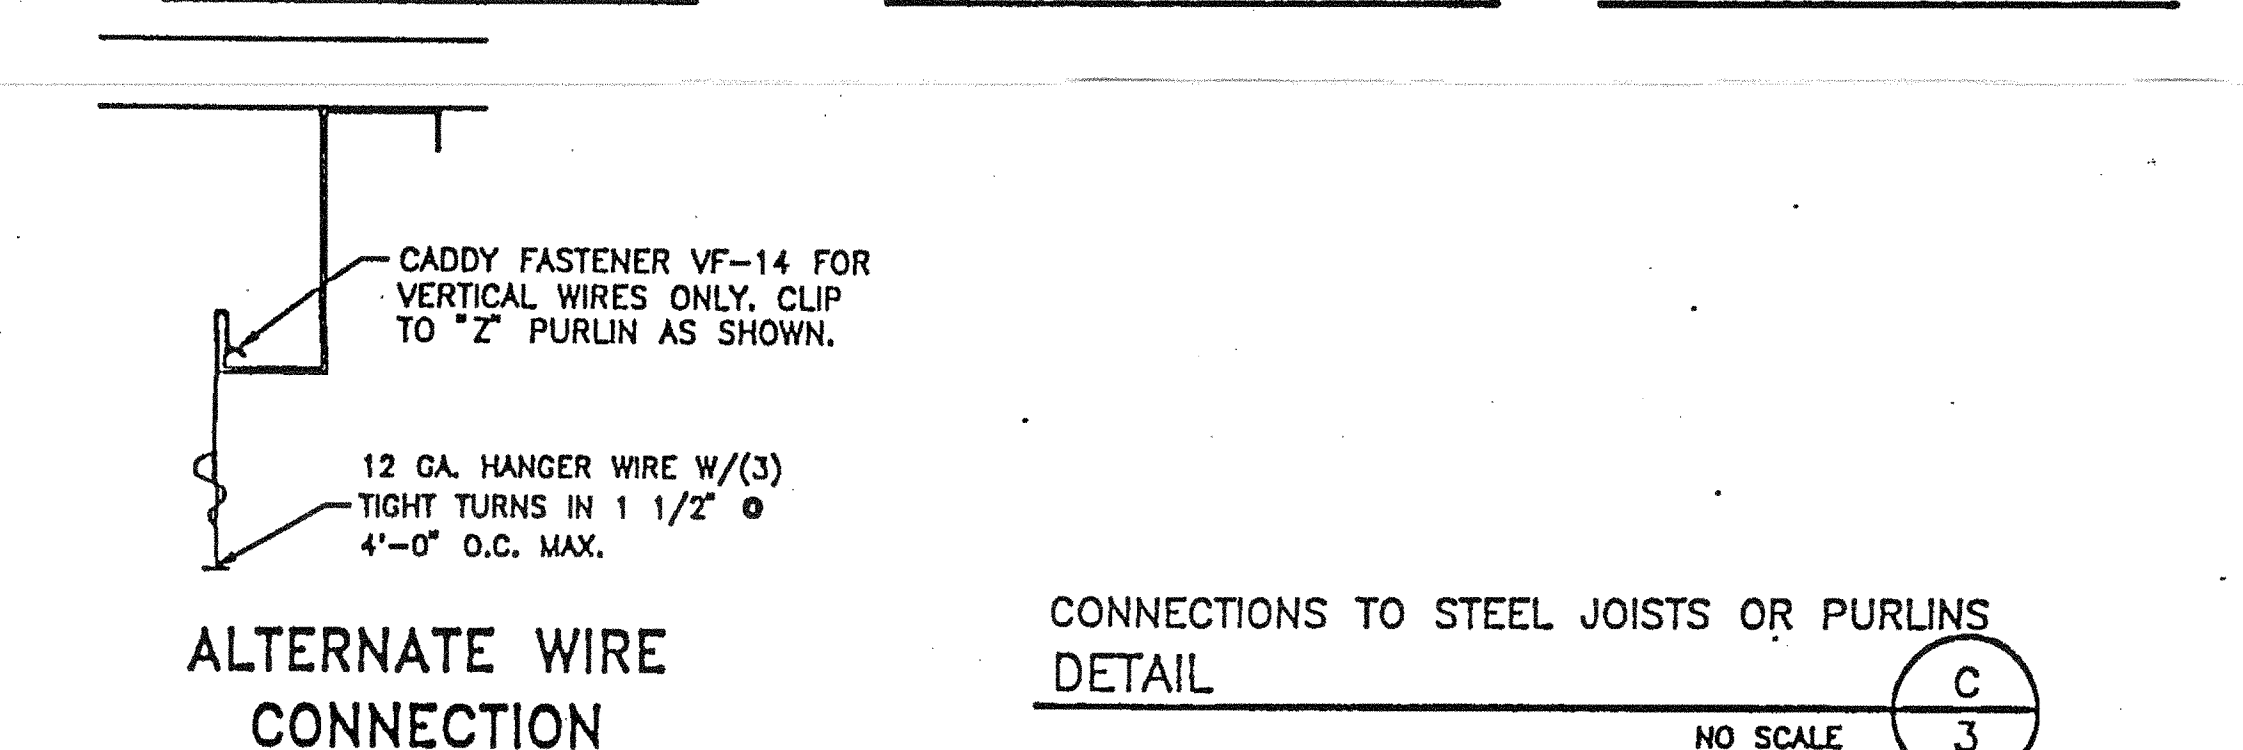 CADDY FASTENER VF-14 FOR
VERTICAL WIRES ONLY. CLIP
TO "Z" PURLIN AS SHOWN.
12 GA. HANGER WIRE W/(3)
TIGHT TURNS IN 1 1/2" @
4'-0" O.C. MAX.
ALTERNATE WIRE
CONNECTION
CONNECTIONS TO STEEL JOISTS OR PURLINS
DETAIL
NO SCALE
C
3